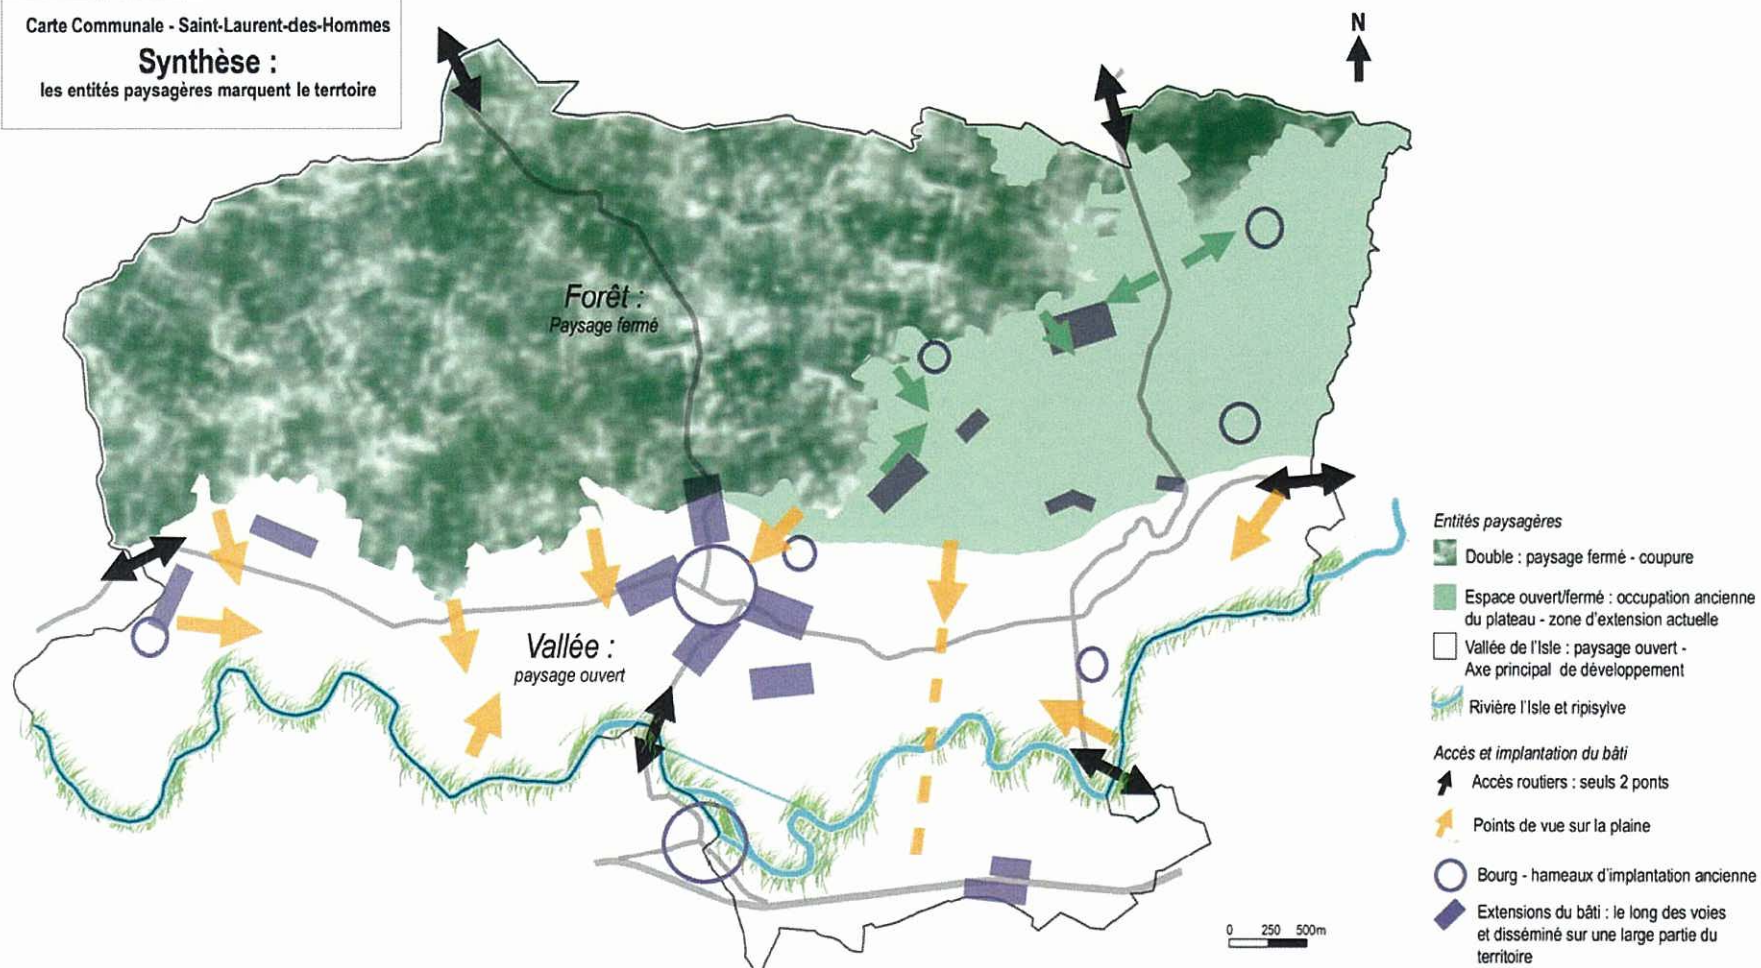 Carte Communale - Saint-Laurent-des-Hommes
Synthèse :
les entités paysagères marquent le terrtoire
N
Forêt :
Paysage fermé
Vallée :
paysage ouvert
Entités paysagères
Double : paysage fermé - coupure
Espace ouvert/fermé : occupation ancienne
du plateau - zone d'extension actuelle
Vallée de l'Isle : paysage ouvert -
Axe principal de développement
Rivière l'Isle et ripisylve
Accès et implantation du bâti
Accès routiers : seuls 2 ponts
Points de vue sur la plaine
Bourg - hameaux d'implantation ancienne
Extensions du bâti : le long des voies
et disséminé sur une large partie du
territoire
0 250 500m